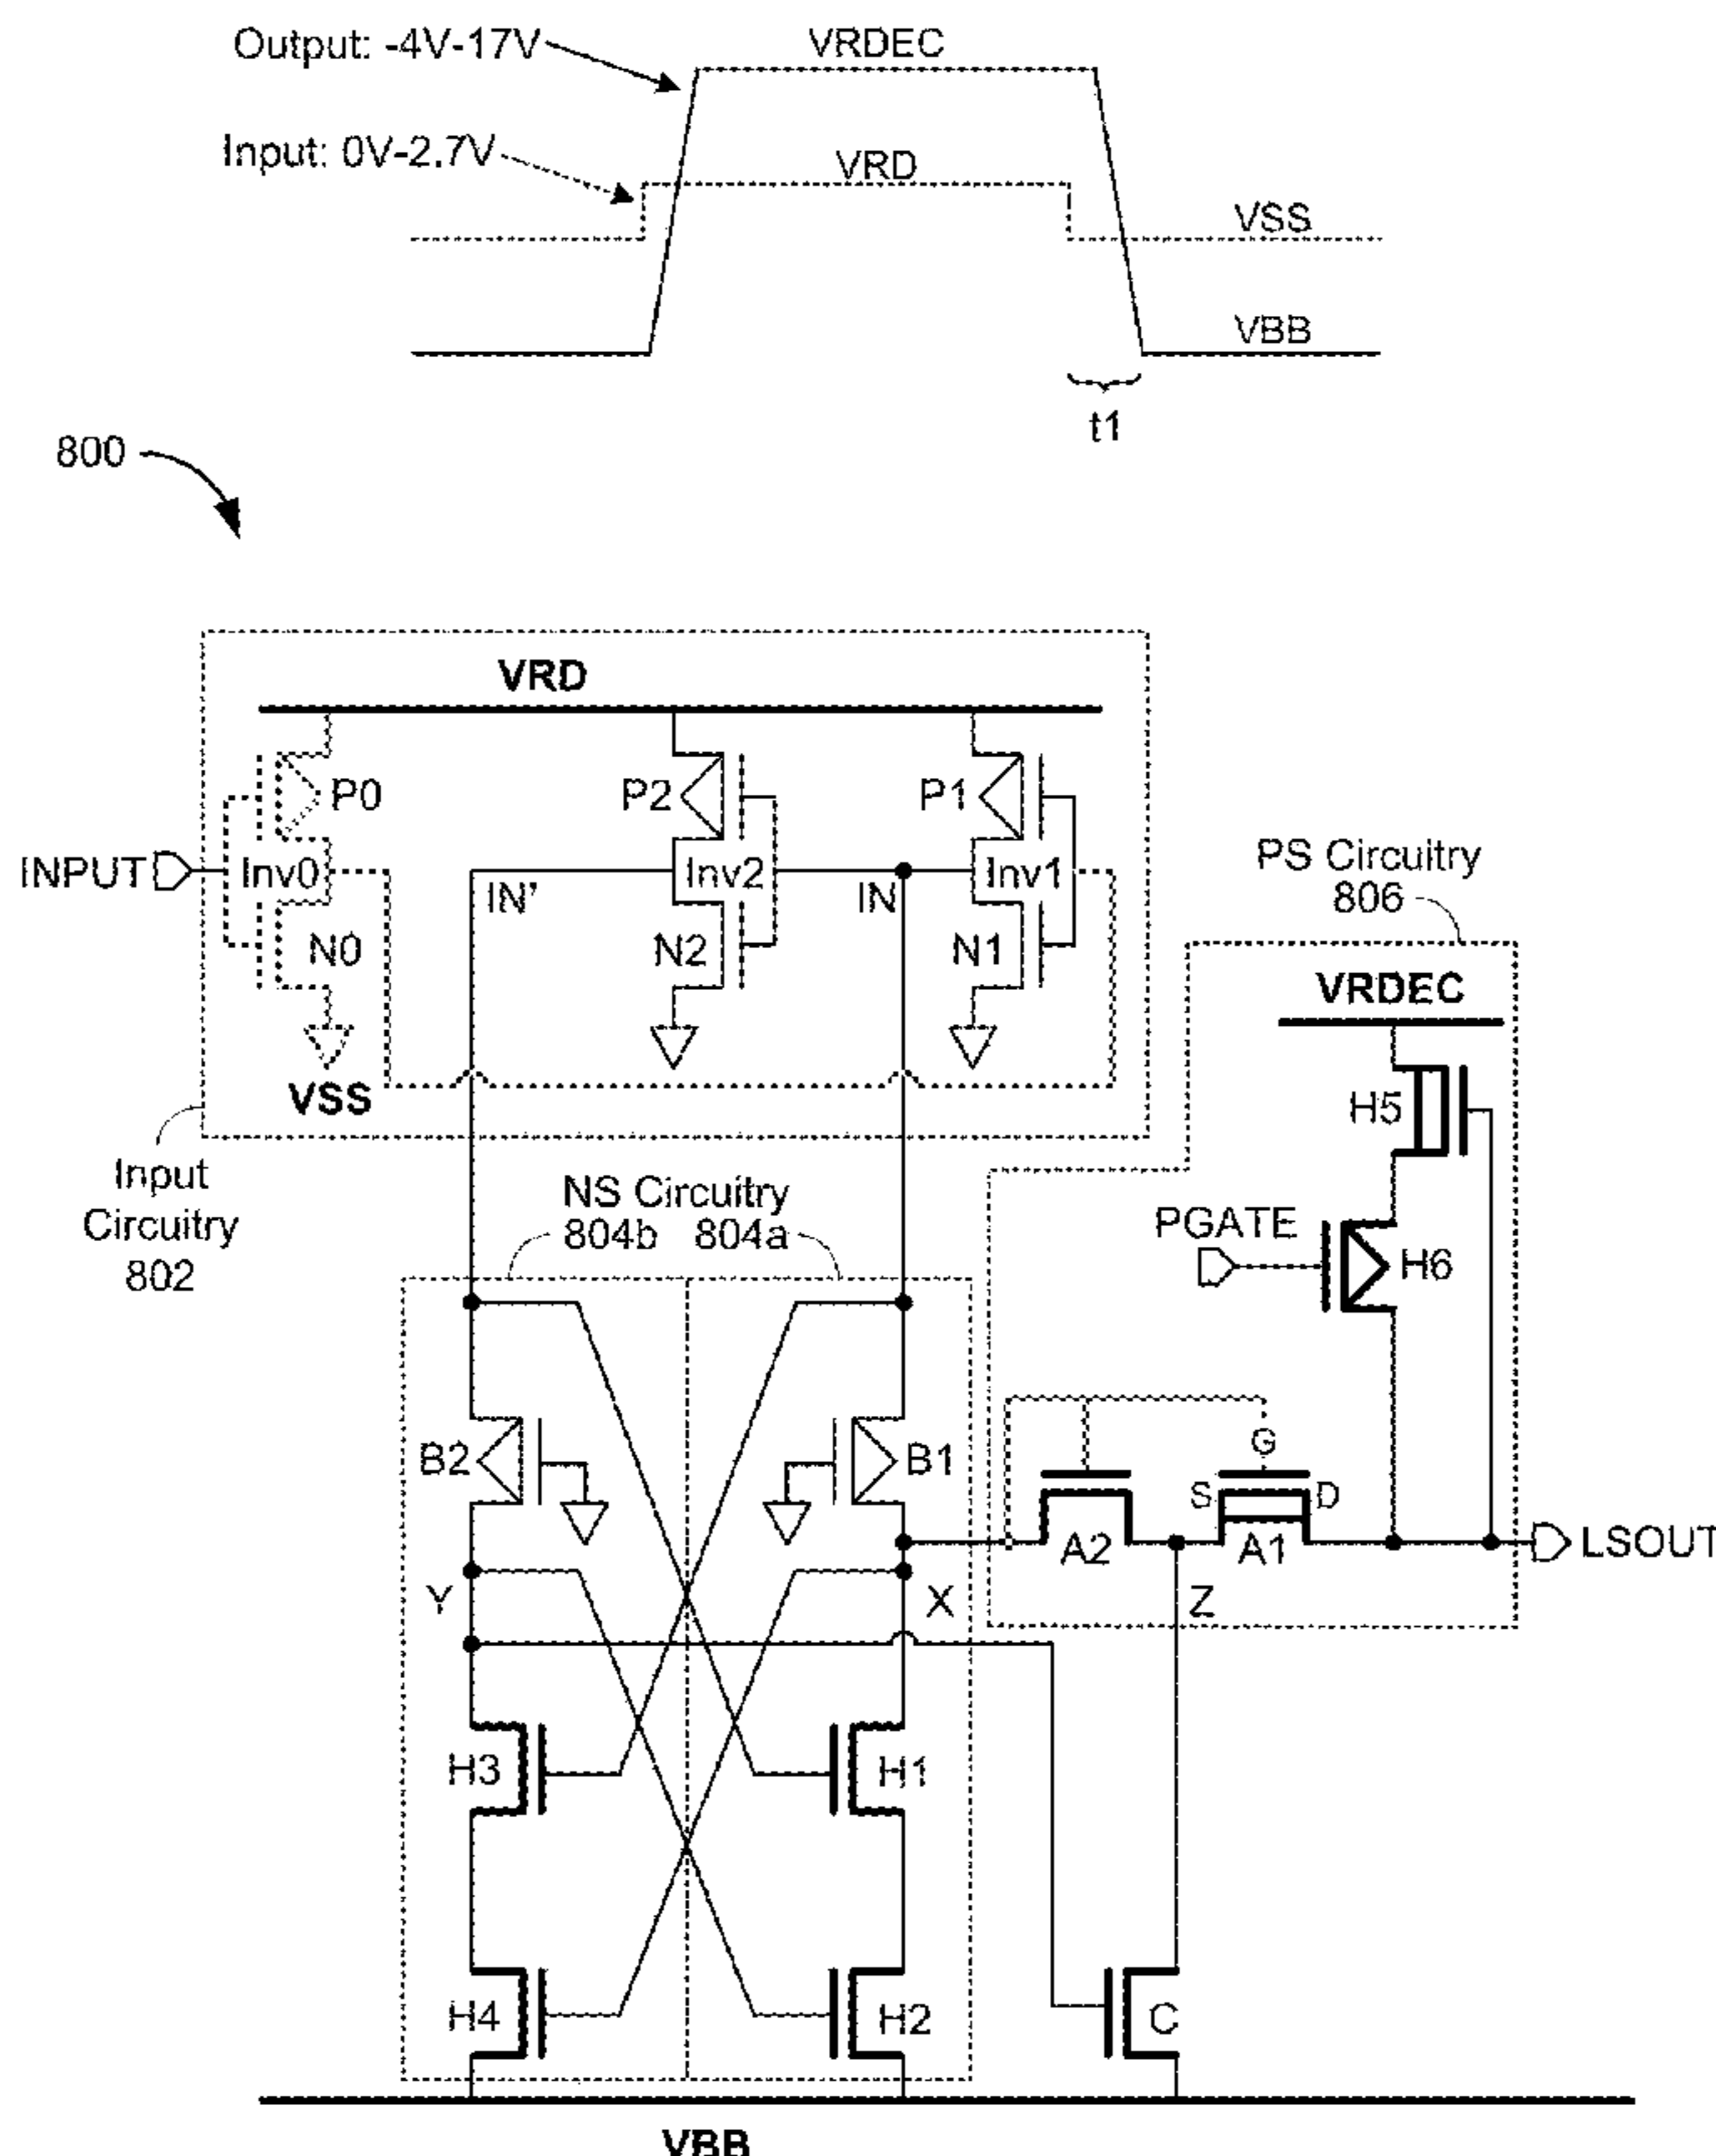 Output: -4V-17V
VRDEC
Input: 0V-2.7V
VRD
VSS
VBB
t1
800
VRD
P0
P2
P1
INPUT
Inv0
IN'
Inv2
IN
Inv1
N0
N2
N1
VSS
PS Circuitry
806
VRDEC
H5
PGATE
H6
Input
Circuitry
802
NS Circuitry
804b 804a
B2
B1
G
S
D
A2
A1
LSOUT
Y
X
Z
H3
H1
H4
H2
C
VBB